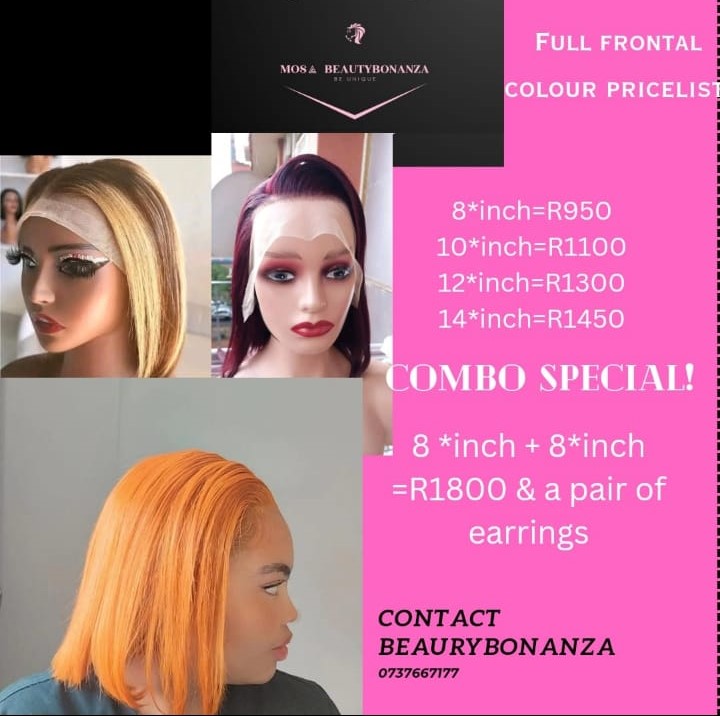 MOSA BEAUTYBONANZA
BE UNIQUE
FULL FRONTAL
COLOUR PRICELIST
8*inch=R950
10*inch=R1100
12*inch=R1300
14*inch=R1450
COMBO SPECIAL!
8 *inch + 8*inch
=R1800 & a pair of
earrings
CONTACT
BEAURYBONANZA
0737667177